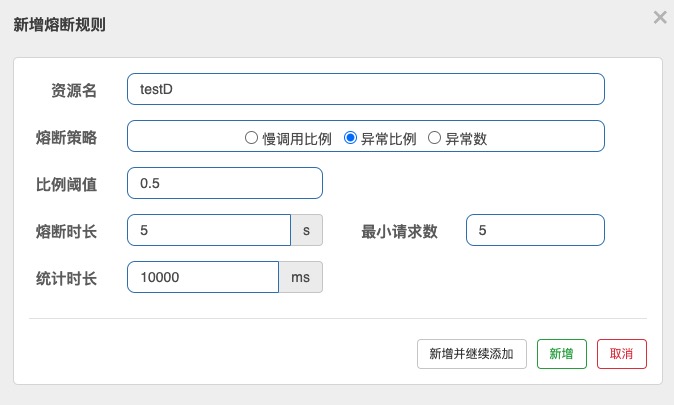 新增熔断规则
资源名 testD
熔断策略 慢调用比例 异常比例 异常数
比例阈值 0.5
熔断时长 5 s 最小请求数 5
统计时长 10000 ms
新增并继续添加 新增 取消